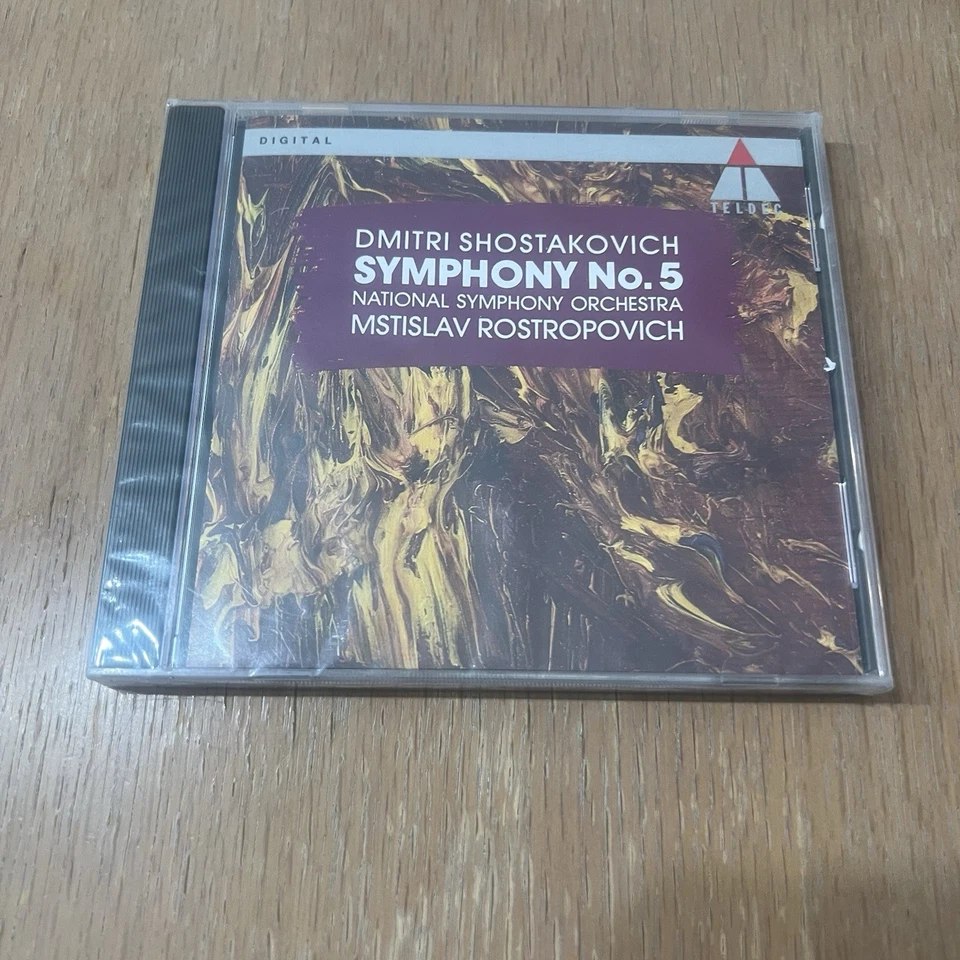 DIGITAL
TELDEC
DMITRI SHOSTAKOVICH
SYMPHONY No. 5
NATIONAL SYMPHONY ORCHESTRA
MSTISLAV ROSTROPOVICH